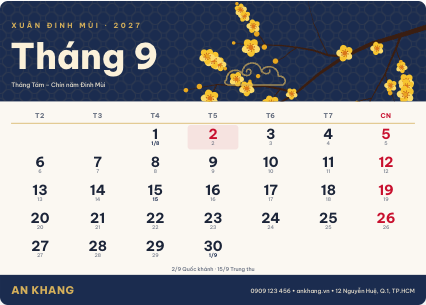 XUÂN ĐINH MÙI · 2027
Tháng 9
Tháng Tám – Chín năm Đinh Mùi
T2 T3 T4 T5 T6 T7 CN
1 2 3 4 5
1/8 2 3 4 5
6 7 8 9 10 11 12
6 7 8 9 10 11 12
13 14 15 16 17 18 19
13 14 15 16 17 18 19
20 21 22 23 24 25 26
20 21 22 23 24 25 26
27 28 29 30
27 28 29 1/9
2/9 Quốc khánh · 15/9 Trung thu
AN KHANG
0909 123 456 • ankhang.vn • 12 Nguyễn Huệ, Q.1, TP.HCM